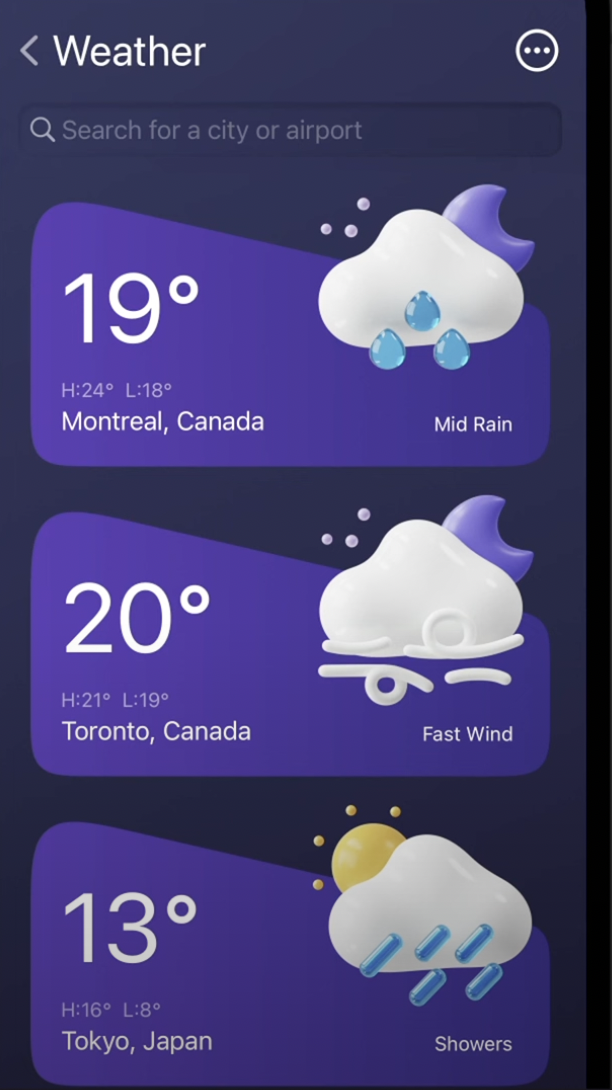 Weather
Search for a city or airport
19°
H:24° L:18°
Montreal, Canada
Mid Rain
20°
H:21° L:19°
Toronto, Canada
Fast Wind
13°
H:16° L:8°
Tokyo, Japan
Showers